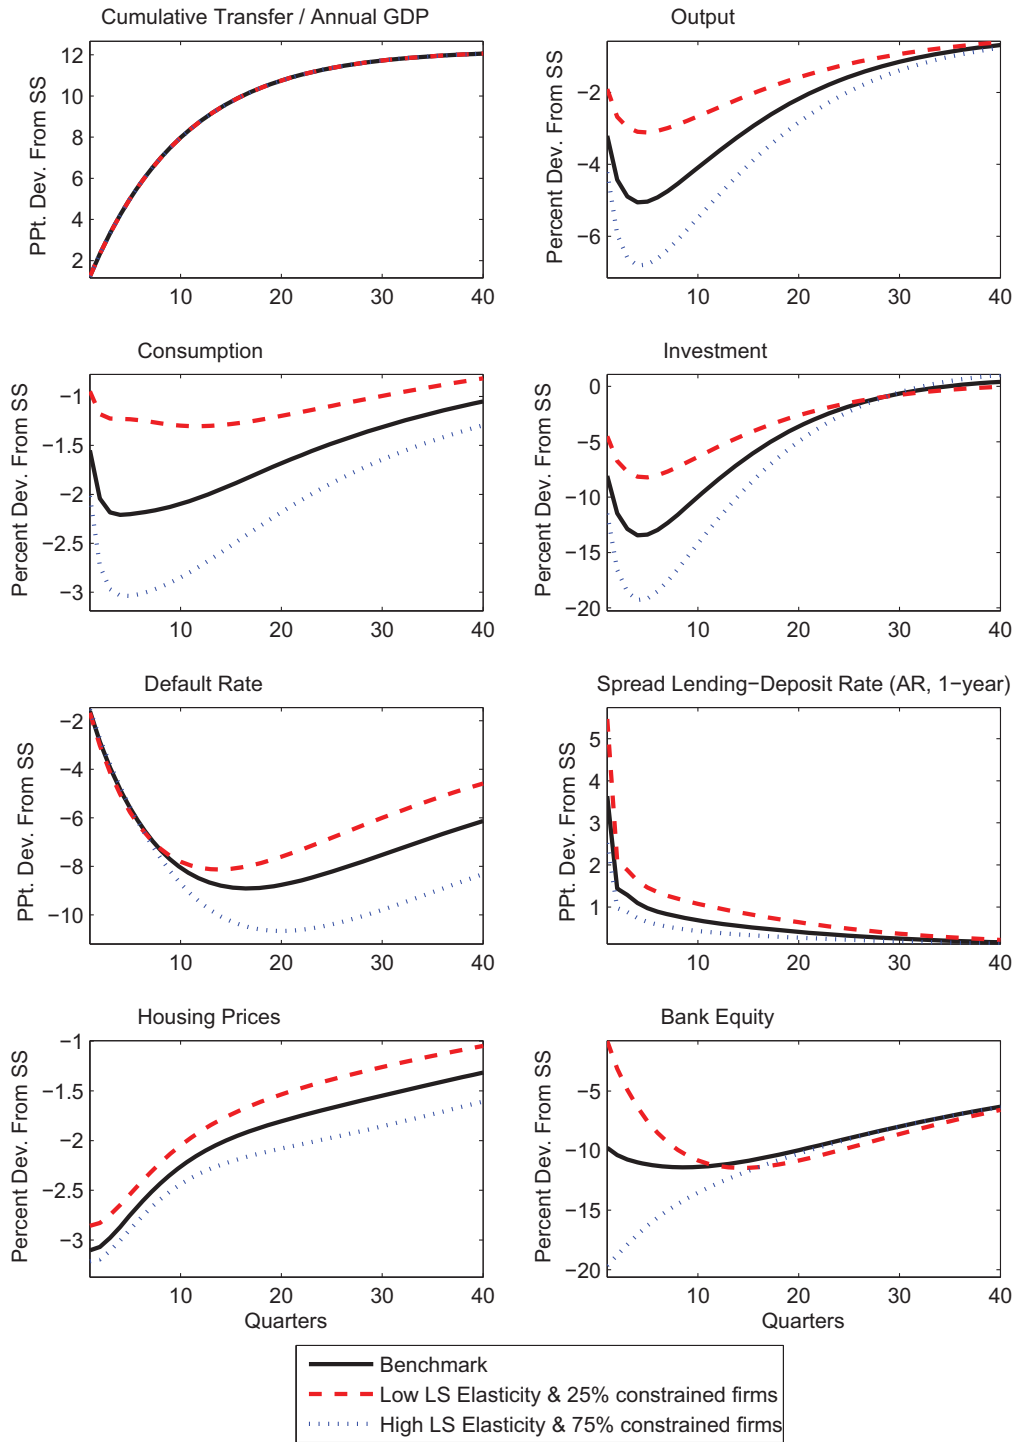 Cumulative Transfer / Annual GDP
PPt. Dev. From SS
12
10
8
6
4
2
10 20 30 40
Output
Percent Dev. From SS
−2
−4
−6
10 20 30 40
Consumption
Percent Dev. From SS
−1
−1.5
−2
−2.5
−3
10 20 30 40
Investment
Percent Dev. From SS
0
−5
−10
−15
−20
10 20 30 40
Default Rate
PPt. Dev. From SS
−2
−4
−6
−8
−10
10 20 30 40
Spread Lending−Deposit Rate (AR, 1−year)
PPt. Dev. From SS
5
4
3
2
1
10 20 30 40
Housing Prices
Percent Dev. From SS
−1
−1.5
−2
−2.5
−3
10 20 30 40
Quarters
Bank Equity
Percent Dev. From SS
−5
−10
−15
−20
10 20 30 40
Quarters
Benchmark
Low LS Elasticity & 25% constrained firms
High LS Elasticity & 75% constrained firms